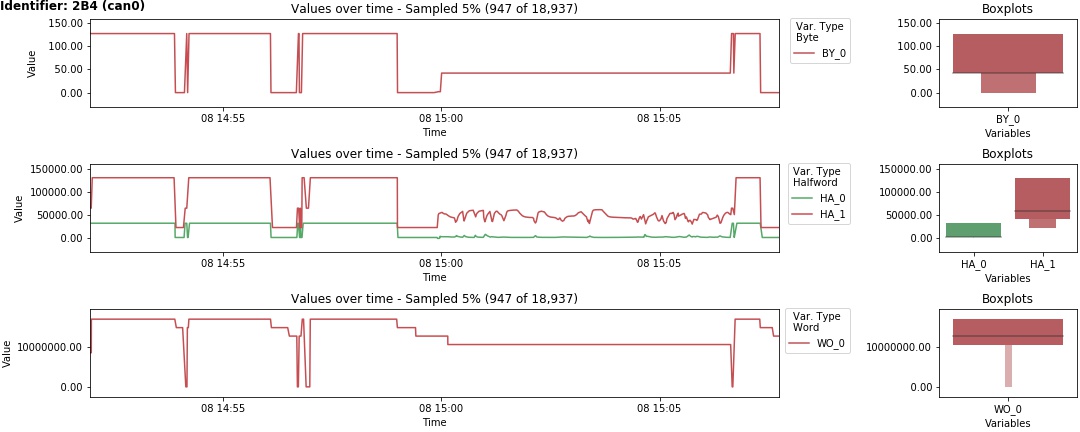 Identifier: 2B4 (can0)
Values over time - Sampled 5% (947 of 18,937)
Boxplots
150.00
100.00
50.00
0.00
Value
08 14:55
08 15:00
08 15:05
Time
Var. Type
Byte
BY_0
150.00
100.00
50.00
0.00
BY_0
Variables
Values over time - Sampled 5% (947 of 18,937)
Boxplots
150000.00
100000.00
50000.00
0.00
Value
08 14:55
08 15:00
08 15:05
Time
Var. Type
Halfword
HA_0
HA_1
150000.00
100000.00
50000.00
0.00
HA_0
HA_1
Variables
Values over time - Sampled 5% (947 of 18,937)
Boxplots
10000000.00
0.00
Value
08 14:55
08 15:00
08 15:05
Time
Var. Type
Word
WO_0
10000000.00
0.00
WO_0
Variables